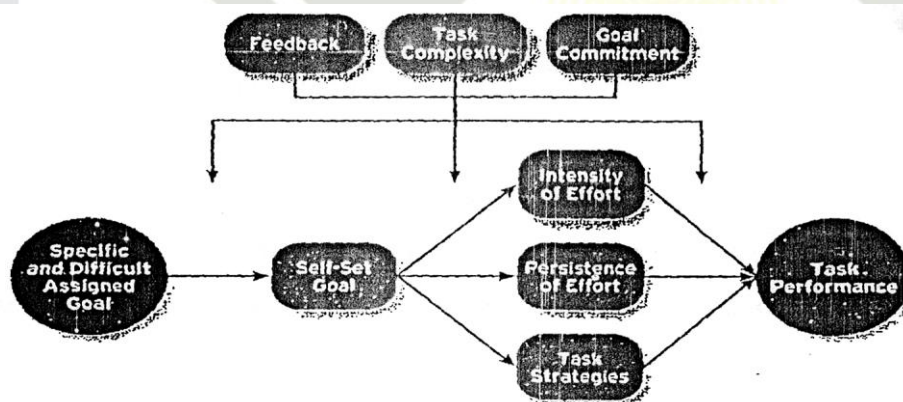 Feedback
Task
Complexity
Goal
Commitment
Intensity
of Effort
Specific
and Difficult
Assigned
Goal
Self-Set
Goal
Persistence
of Effort
Task
Performance
Task
Strategies